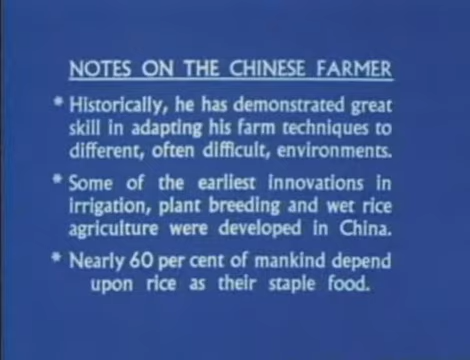 NOTES ON THE CHINESE FARMER
* Historically, he has demonstrated great
skill in adapting his farm techniques to
different, often difficult, environments.
* Some of the earliest innovations in
irrigation, plant breeding and wet rice
agriculture were developed in China.
* Nearly 60 per cent of mankind depend
upon rice as their staple food.